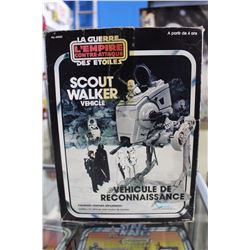 LA GUERRE
L'EMPIRE
CONTRE-ATTAQUE
DES ETOILES
A partir de 4 ans
SCOUT
WALKER
VEHICLE
VÉHICULE DE
RECONNAISSANCE